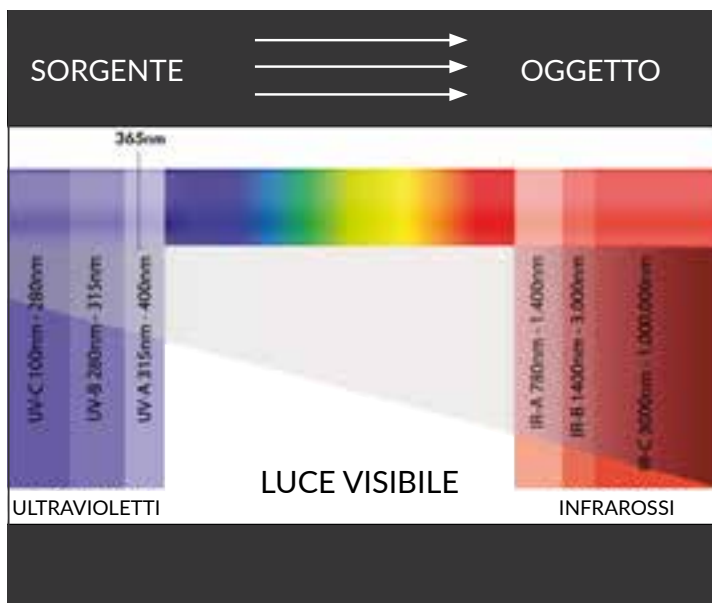 SORGENTE
OGGETTO
365nm
UV-C 100nm - 280nm
UV-B 280nm - 315nm
UV-A 315nm - 400nm
IR-A 780nm - 1.400nm
IR-B 1400nm - 3.000nm
IR-C 3000nm - 1.000.000nm
LUCE VISIBILE
ULTRAVIOLETTI
INFRAROSSI